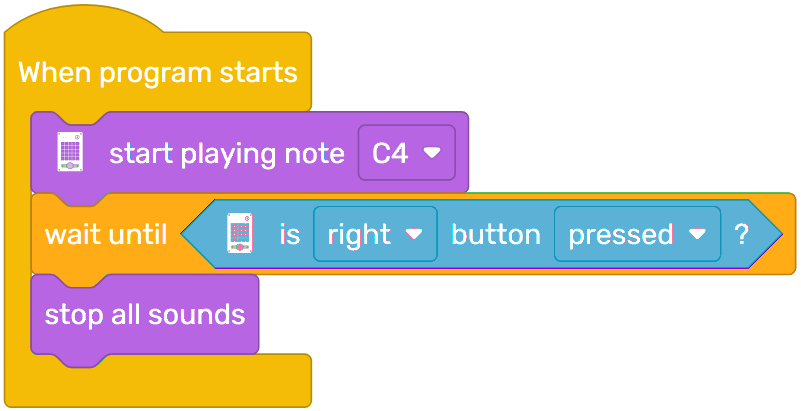 When program starts
start playing note C4
wait until is right button pressed ?
stop all sounds